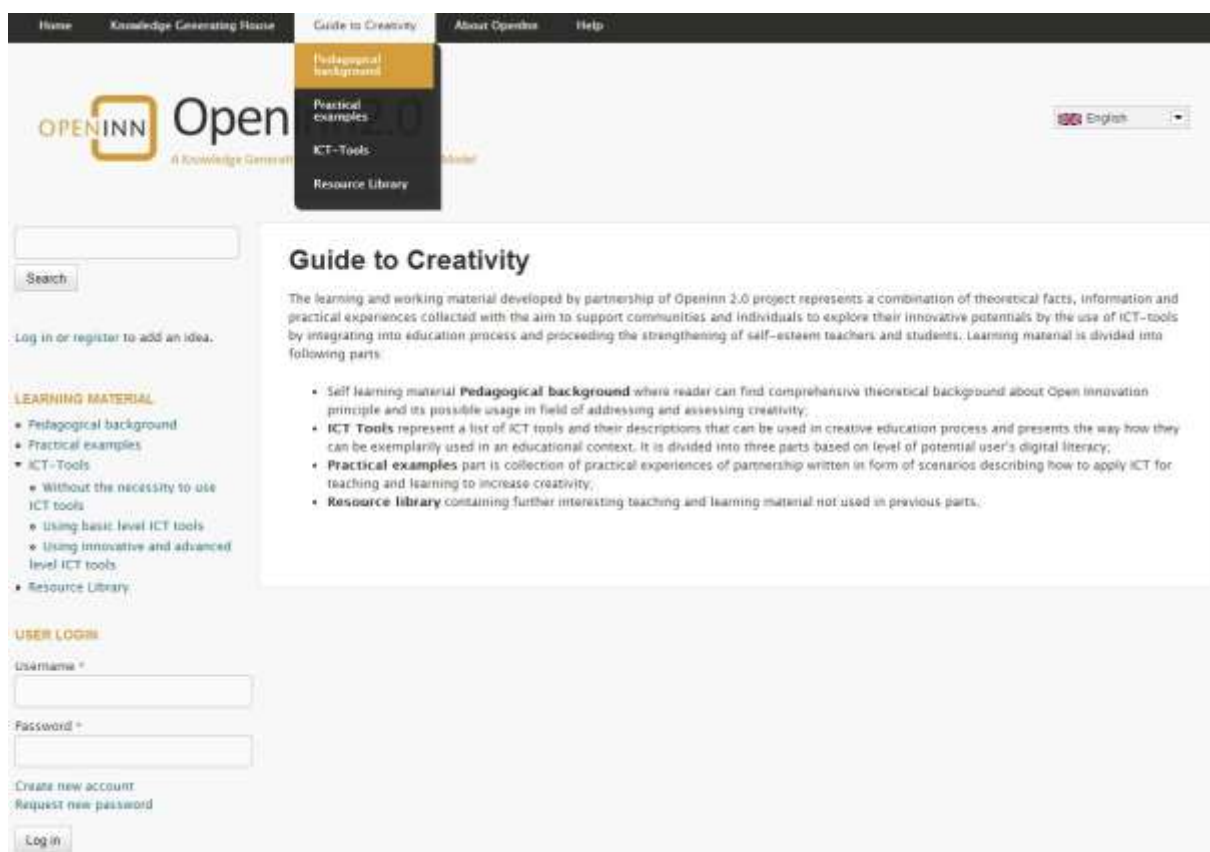 Home Knowledge Generating House Guide to Creativity About OpenInn Help
Pedagogical
background
Practical
examples
ICT-Tools
Resource Library
OPENINN
OpenInn2.0
A Knowledge Model
English
Search
Log in or register to add an idea.
LEARNING MATERIAL
Pedagogical background
Practical examples
ICT-Tools
Without the necessity to use
ICT tools
Using basic level ICT tools
Using innovative and advanced
level ICT tools
Resource Library
USER LOGIN
Username *
Password *
Create new account
Request new password
Log in
Guide to Creativity
The learning and working material developed by partnership of OpenInn 2.0 project represents a combination of theoretical facts, information and
practical experiences collected with the aim to support communities and individuals to explore their innovative potentials by the use of ICT-tools
by integrating into education process and proceeding the strengthening of self-esteem teachers and students. Learning material is divided into
following parts:
• Self learning material Pedagogical background where reader can find comprehensive theoretical background about Open Innovation
principle and its possible usage in field of addressing and assessing creativity;
• ICT Tools represent a list of ICT tools and their descriptions that can be used in creative education process and presents the way how they
can be exemplarily used in an educational context. It is divided into three parts based on level of potential user's digital literacy;
• Practical examples part is collection of practical experiences of partnership written in form of scenarios describing how to apply ICT for
teaching and learning to increase creativity;
• Resource library containing further interesting teaching and learning material not used in previous parts.